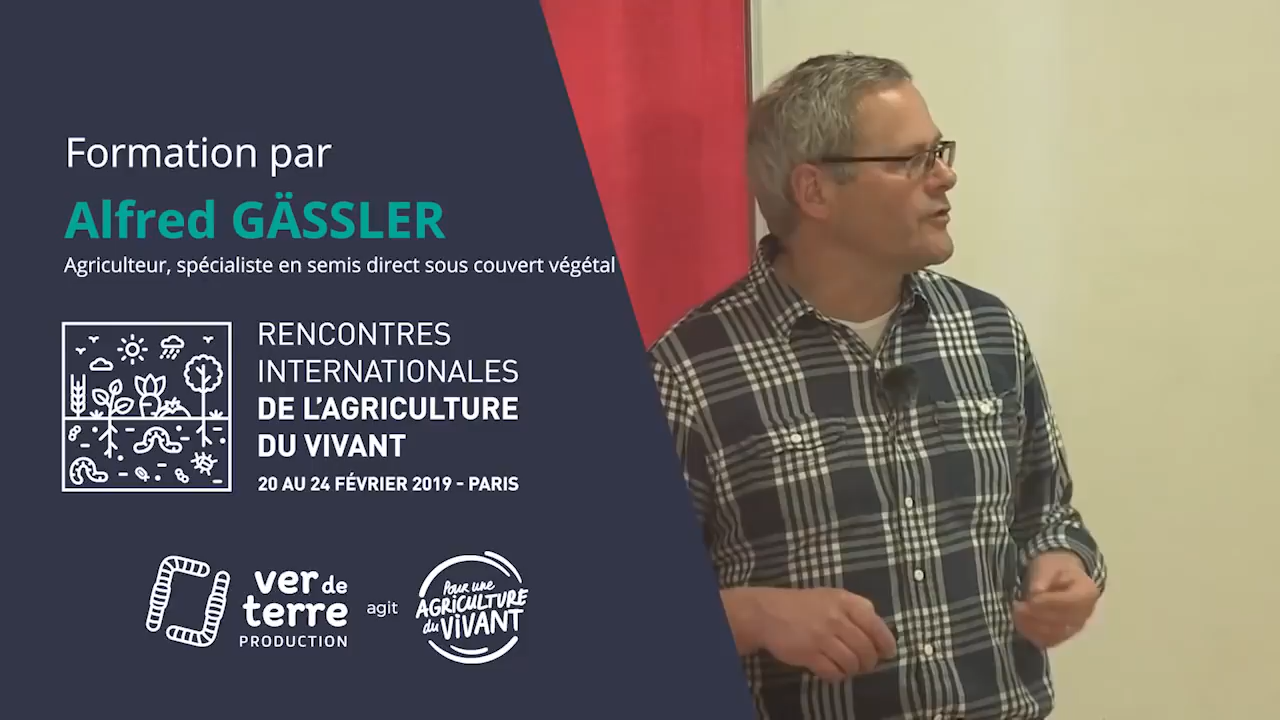 Formation par
Alfred GÄSSLER
Agriculteur, spécialiste en semis direct sous couvert végétal
RENCONTRES
INTERNATIONALES
DE L'AGRICULTURE
DU VIVANT
20 AU 24 FÉVRIER 2019 - PARIS
ver de
terre
PRODUCTION
agit
Pour une
AGRICULTURE
du VIVANT